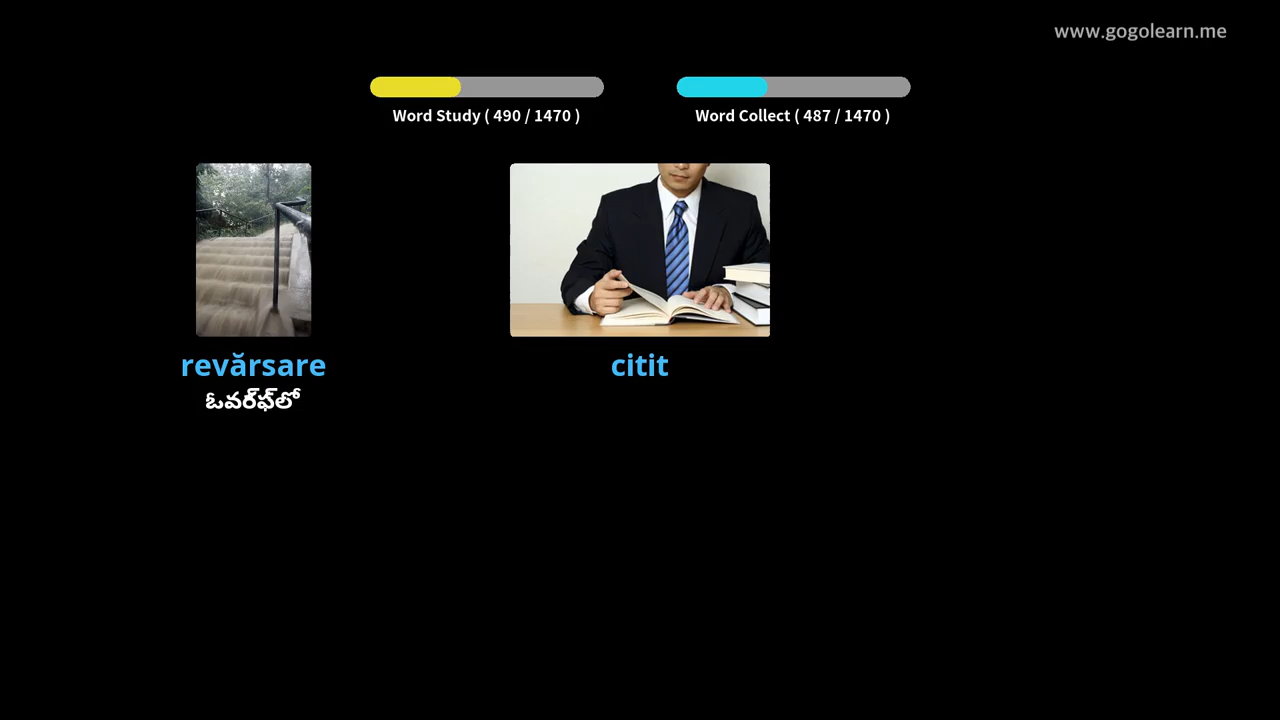 www.gogolearn.me
Word Study ( 490 / 1470 )
Word Collect ( 487 / 1470 )
revărsare
ఓవర్‌ఫ్‌లో
citit